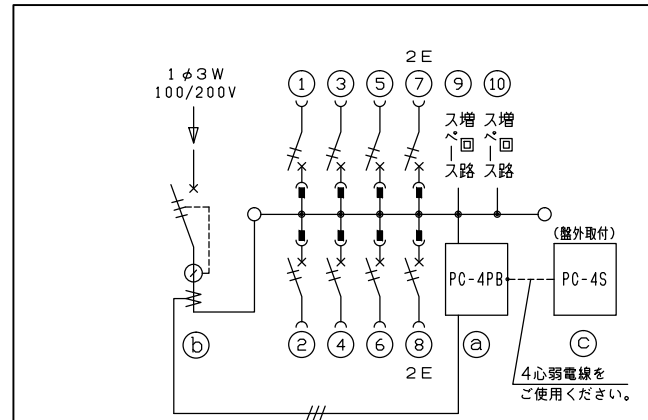 2E
1φ3W
100/200V
① ③ ⑤ ⑦ ⑨ ⑩
増回路
スペース
増回路
スペース
(盤外取付)
PC-4PB
PC-4S
ⓑ ② ④ ⑥ ⑧ ⓐ ⓒ
2E
4心弱電線を
ご使用ください。